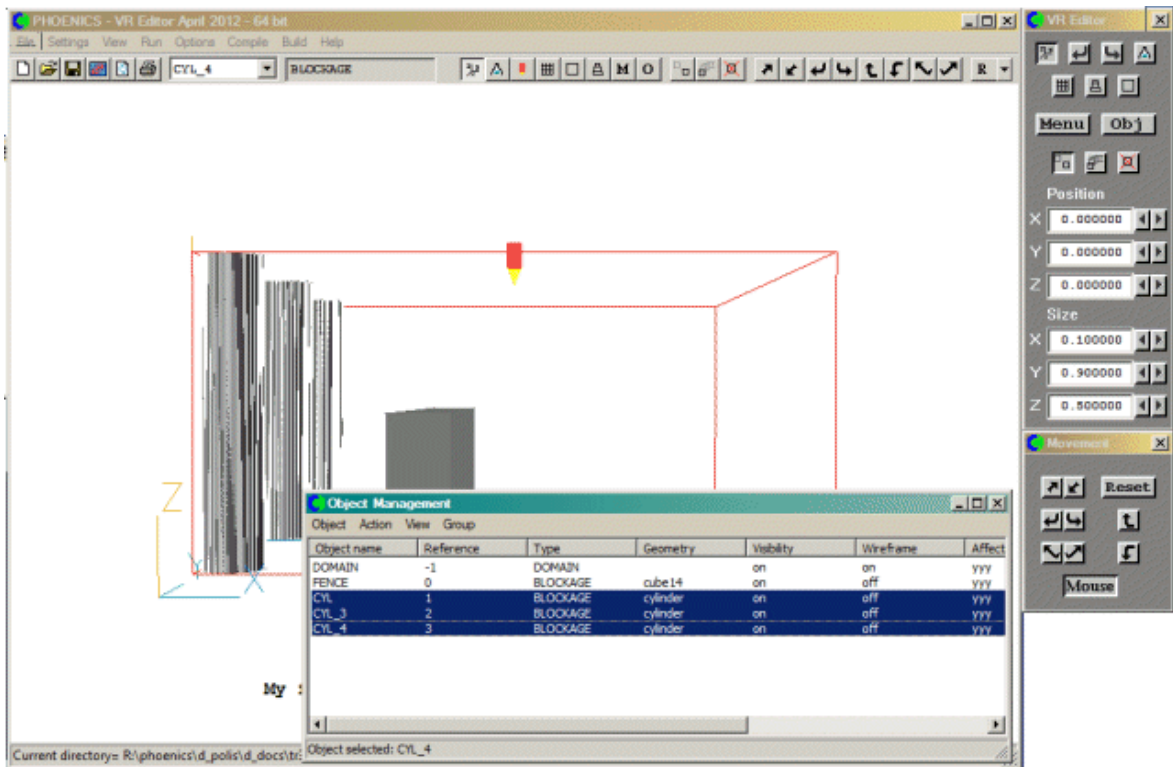 PHOENICS - VR Editor April 2012 - 64 bit
File Settings View Run Options Compile Build Help
CYL_4 BLOCKAGE M O R
Z
Y X
My
Current directory= R:\phoenics\d_polis\d_docs\tr
Object Management
Object Action View Group
Object name Reference Type Geometry Visibility Wireframe Affect
DOMAIN -1 DOMAIN on on yyy
FENCE 0 BLOCKAGE cube14 on off yyy
CYL 1 BLOCKAGE cylinder on off yyy
CYL_3 2 BLOCKAGE cylinder on off yyy
CYL_4 3 BLOCKAGE cylinder on off yyy
Object selected: CYL_4
VR Editor
Menu Obj
Position
X 0.000000
Y 0.000000
Z 0.000000
Size
X 0.100000
Y 0.900000
Z 0.500000
Movement
Reset
Mouse